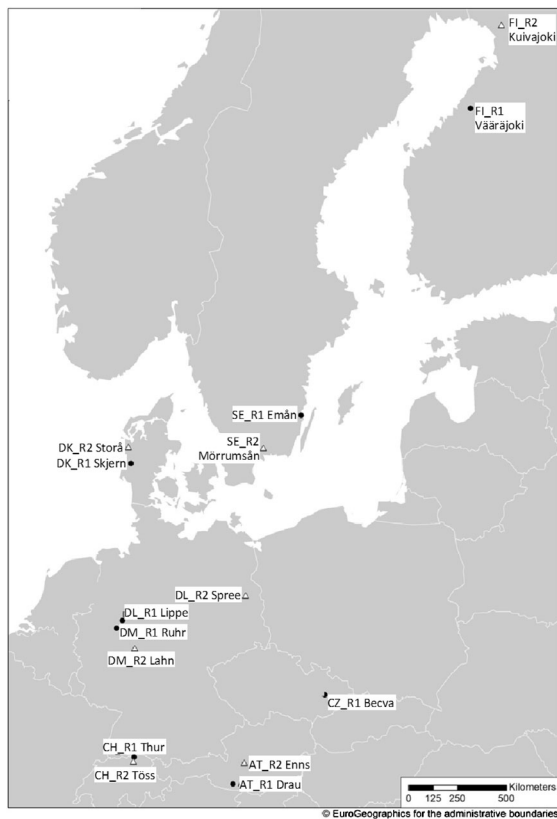 FI_R2
Kuivajoki
FI_R1
Vääräjoki
SE_R1 Emån
SE_R2
Mörrumsån
DK_R2 Storå
DK_R1 Skjern
DL_R2 Spree
DL_R1 Lippe
DM_R1 Ruhr
DM_R2 Lahn
CZ_R1 Becva
CH_R1 Thur
CH_R2 Töss
AT_R2 Enns
AT_R1 Drau
Kilometers
0 125 250 500
© EuroGeographics for the administrative boundaries